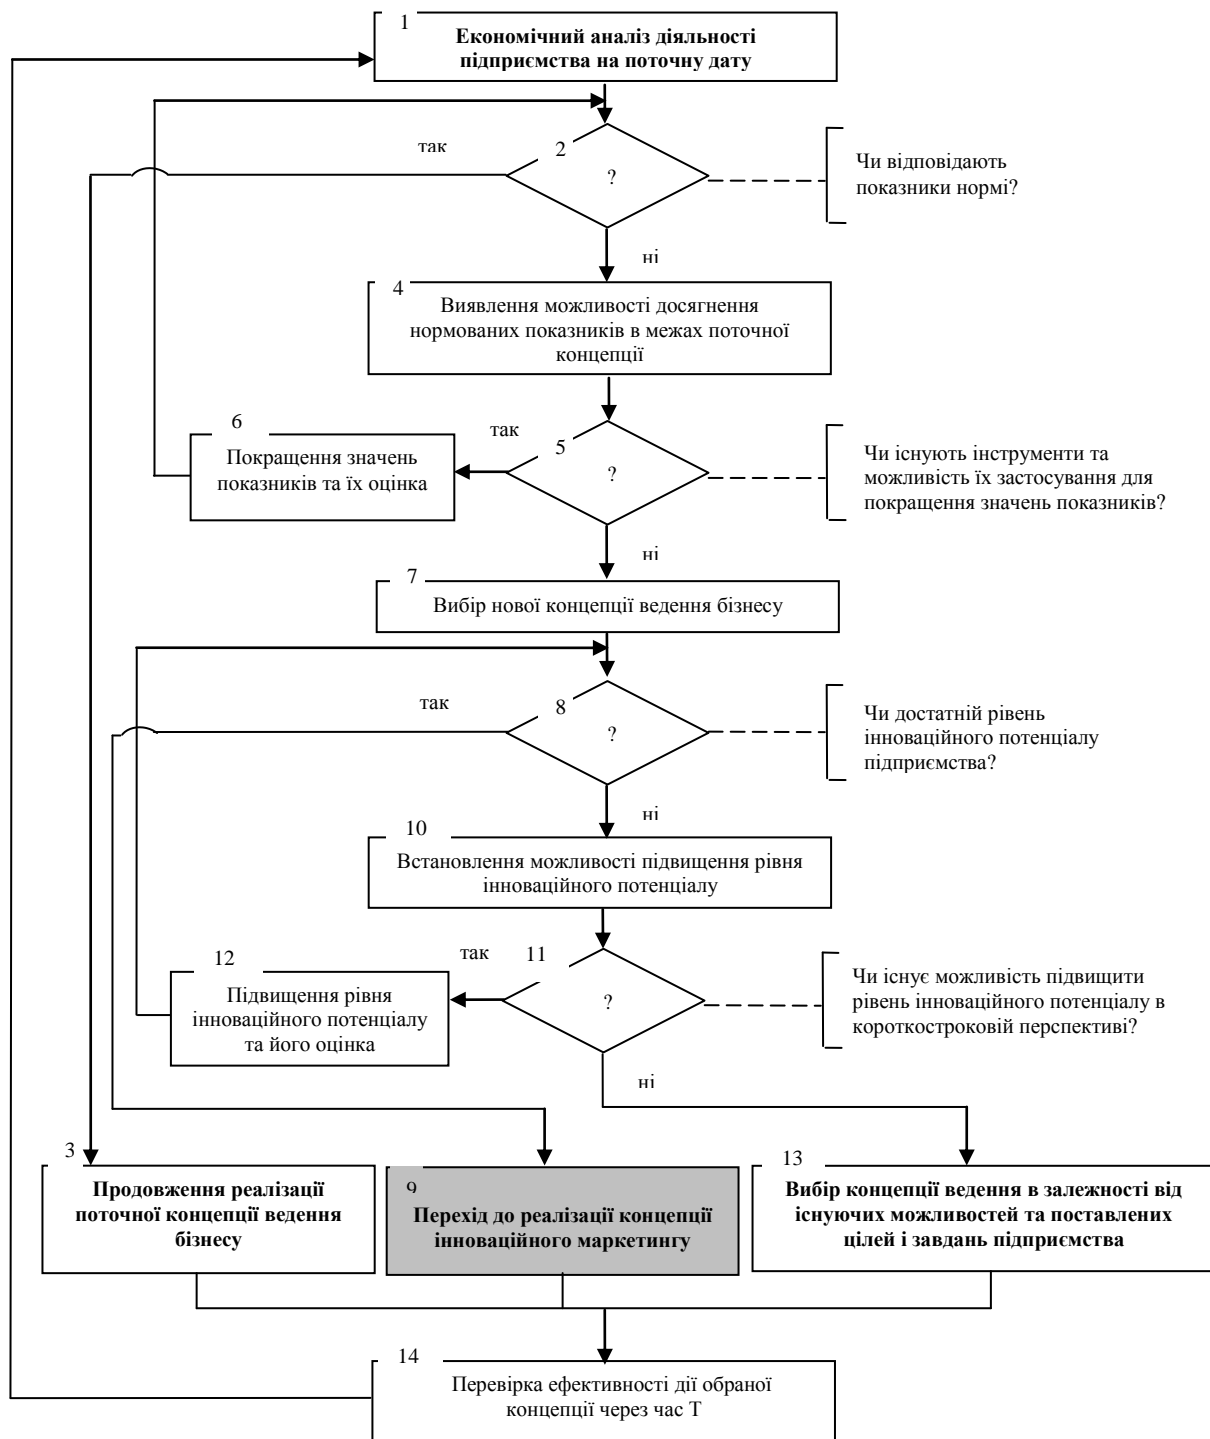 1
Економічний аналіз діяльності
підприємства на поточну дату
так
2
?
Чи відповідають
показники нормі?
ні
4
Виявлення можливості досягнення
нормованих показників в межах поточної
концепції
6
Покращення значень
показників та їх оцінка
так
5
?
Чи існують інструменти та
можливість їх застосування для
покращення значень показників?
ні
7
Вибір нової концепції ведення бізнесу
так
8
?
Чи достатній рівень
інноваційного потенціалу
підприємства?
ні
10
Встановлення можливості підвищення рівня
інноваційного потенціалу
12
Підвищення рівня
інноваційного потенціалу
та його оцінка
так
11
?
Чи існує можливість підвищити
рівень інноваційного потенціалу в
короткостроковій перспективі?
ні
3
Продовження реалізації
поточної концепції ведення
бізнесу
9
Перехід до реалізації концепції
інноваційного маркетингу
13
Вибір концепції ведення в залежності від
існуючих можливостей та поставлених
цілей і завдань підприємства
14
Перевірка ефективності дії обраної
концепції через час Т